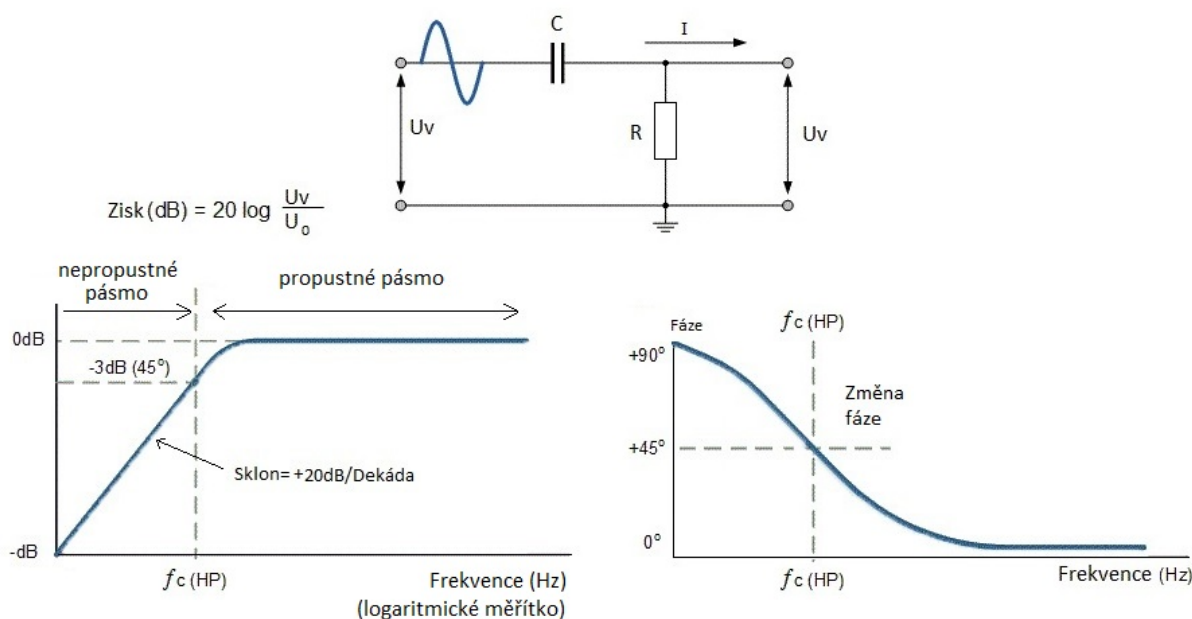 C
I
Uv
R
Uv
Zisk (dB) = 20 log Uv
Uo
nepropustné
pásmo
propustné pásmo
0dB
-3dB (45°)
Sklon= +20dB/Dekáda
-dB
fc (HP)
Frekvence (Hz)
(logaritmické měřítko)
Fáze
fc (HP)
+90°
Změna
fáze
+45°
0°
fc (HP)
Frekvence (Hz)